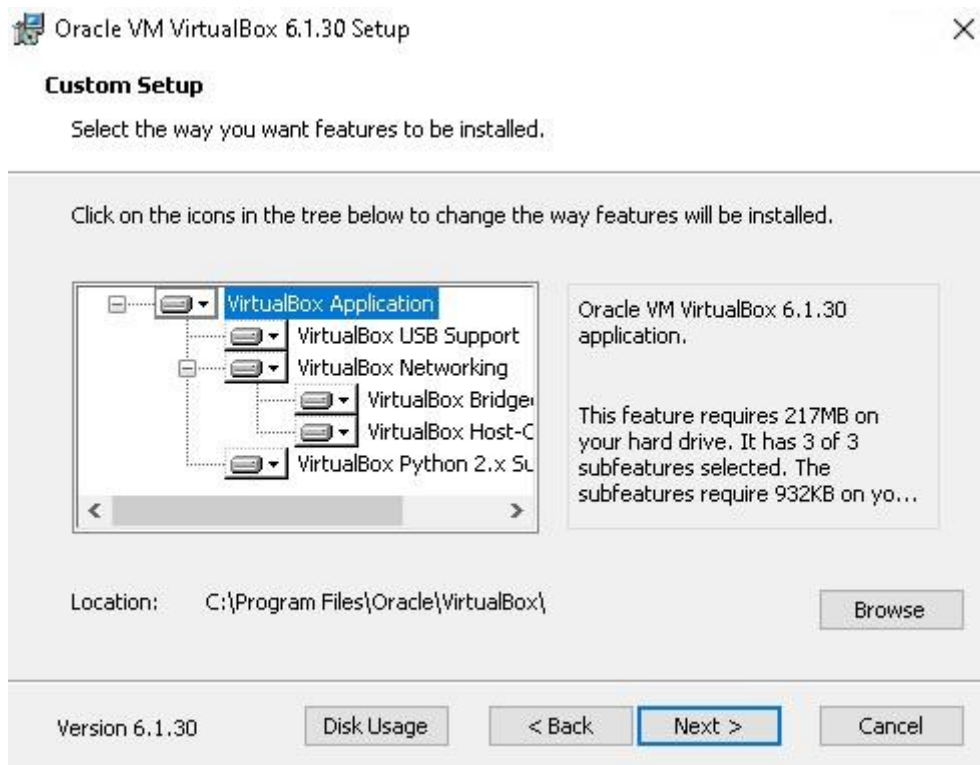 Oracle VM VirtualBox 6.1.30 Setup
Custom Setup
Select the way you want features to be installed.
Click on the icons in the tree below to change the way features will be installed.
VirtualBox Application
VirtualBox USB Support
VirtualBox Networking
VirtualBox Bridge
VirtualBox Host-C
VirtualBox Python 2.x Su
Oracle VM VirtualBox 6.1.30
application.
This feature requires 217MB on
your hard drive. It has 3 of 3
subfeatures selected. The
subfeatures require 932KB on yo...
Location: C:\Program Files\Oracle\VirtualBox\
Browse
Version 6.1.30
Disk Usage
< Back
Next >
Cancel